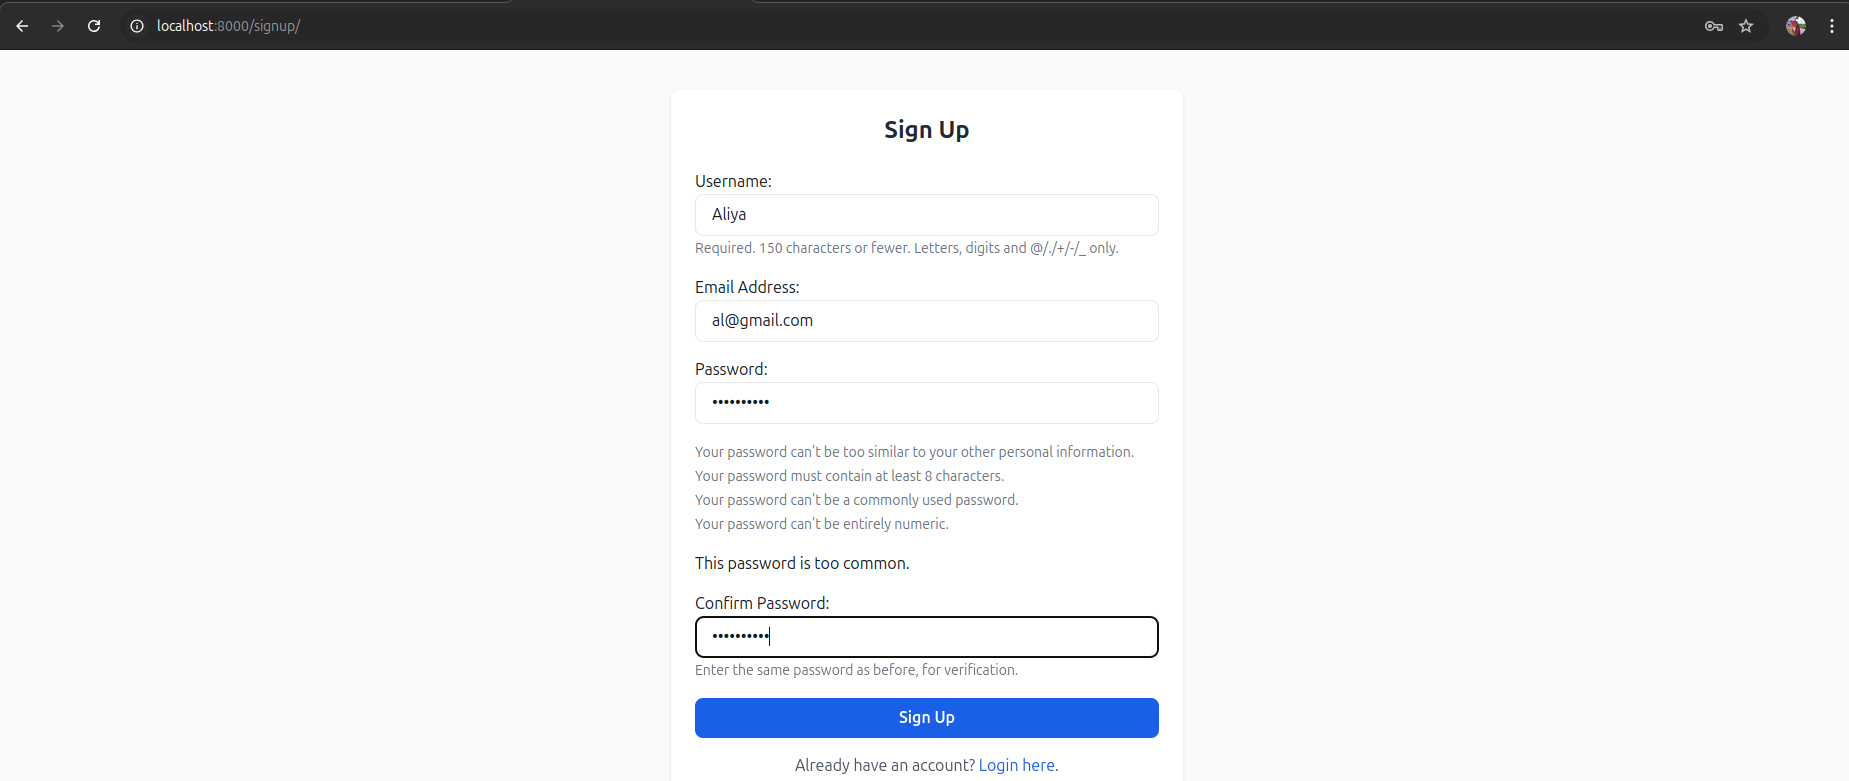 localhost:8000/signup/
Sign Up
Username:
Aliya
Required. 150 characters or fewer. Letters, digits and @/./+/-/_ only.
Email Address:
al@gmail.com
Password:
••••••••••
Your password can’t be too similar to your other personal information.
Your password must contain at least 8 characters.
Your password can’t be a commonly used password.
Your password can’t be entirely numeric.
This password is too common.
Confirm Password:
••••••••••
Enter the same password as before, for verification.
Sign Up
Already have an account? Login here.